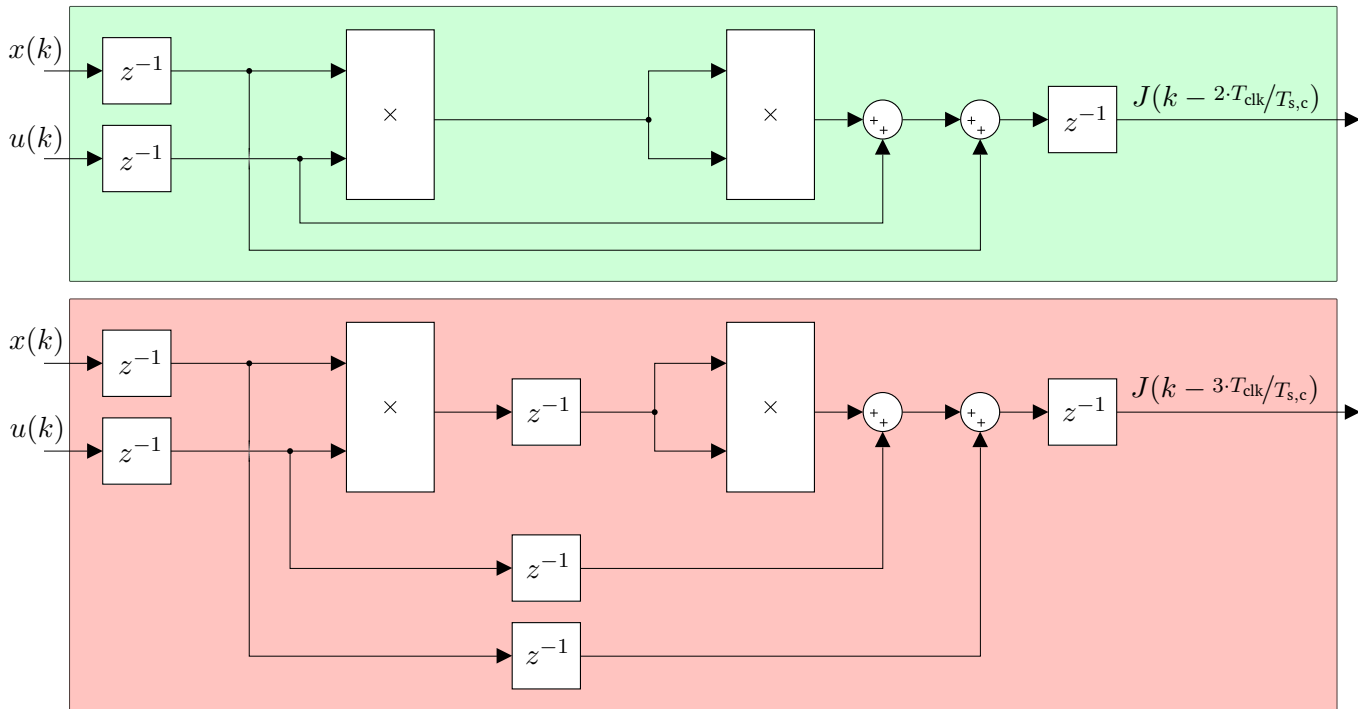 x(k)
z⁻¹
×
×
J(k − 2·T_clk/T_s,c)
u(k)
z⁻¹
+
+
+
+
z⁻¹
x(k)
z⁻¹
×
z⁻¹
×
J(k − 3·T_clk/T_s,c)
u(k)
z⁻¹
+
+
+
+
z⁻¹
z⁻¹
z⁻¹